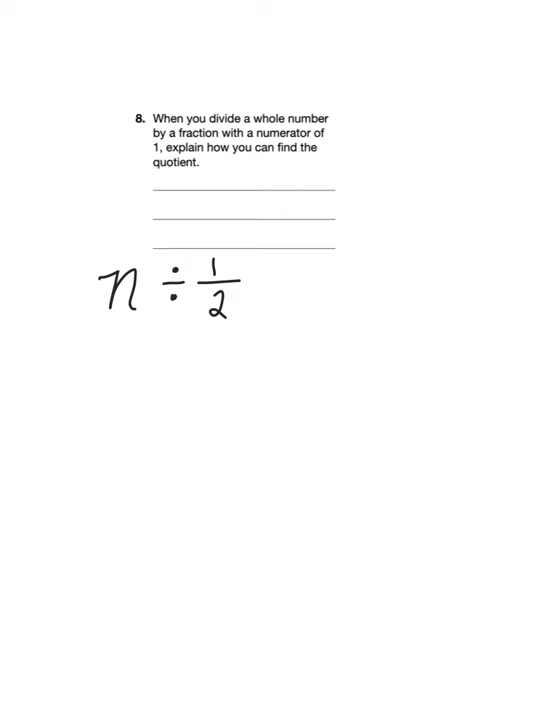 8. When you divide a whole number
by a fraction with a numerator of
1, explain how you can find the
quotient.
n ÷ 1/2